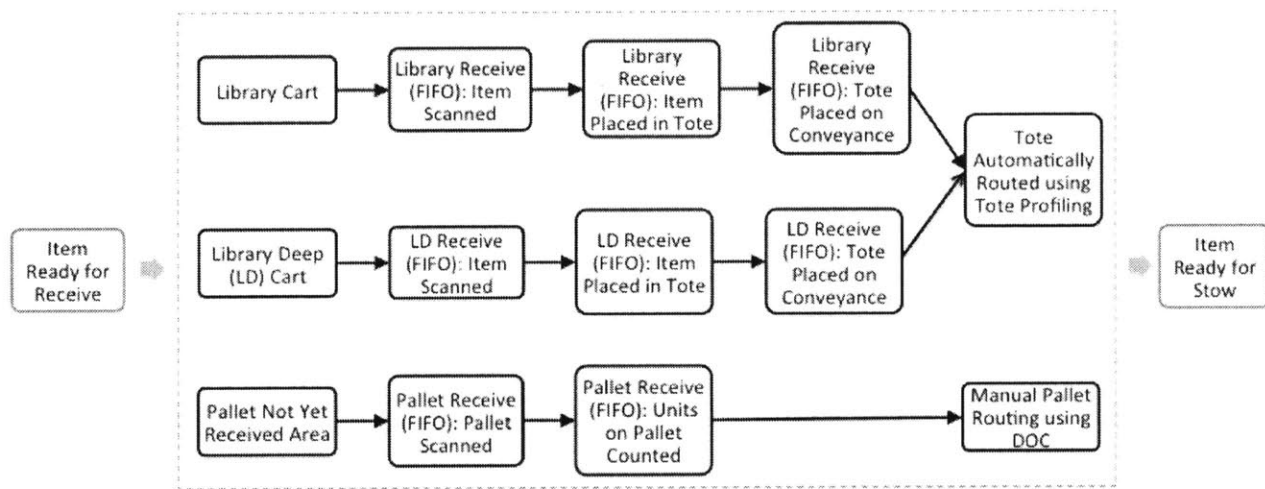 Item
Ready for
Receive
Library Cart
Library Receive
(FIFO): Item
Scanned
Library
Receive
(FIFO): Item
Placed in Tote
Library
Receive
(FIFO): Tote
Placed on
Conveyance
Tote
Automatically
Routed using
Tote Profiling
Library Deep
(LD) Cart
LD Receive
(FIFO): Item
Scanned
LD Receive
(FIFO): Item
Placed in Tote
LD Receive
(FIFO): Tote
Placed on
Conveyance
Pallet Not Yet
Received Area
Pallet Receive
(FIFO): Pallet
Scanned
Pallet Receive
(FIFO): Units
on Pallet
Counted
Manual Pallet
Routing using
DOC
Item
Ready for
Stow